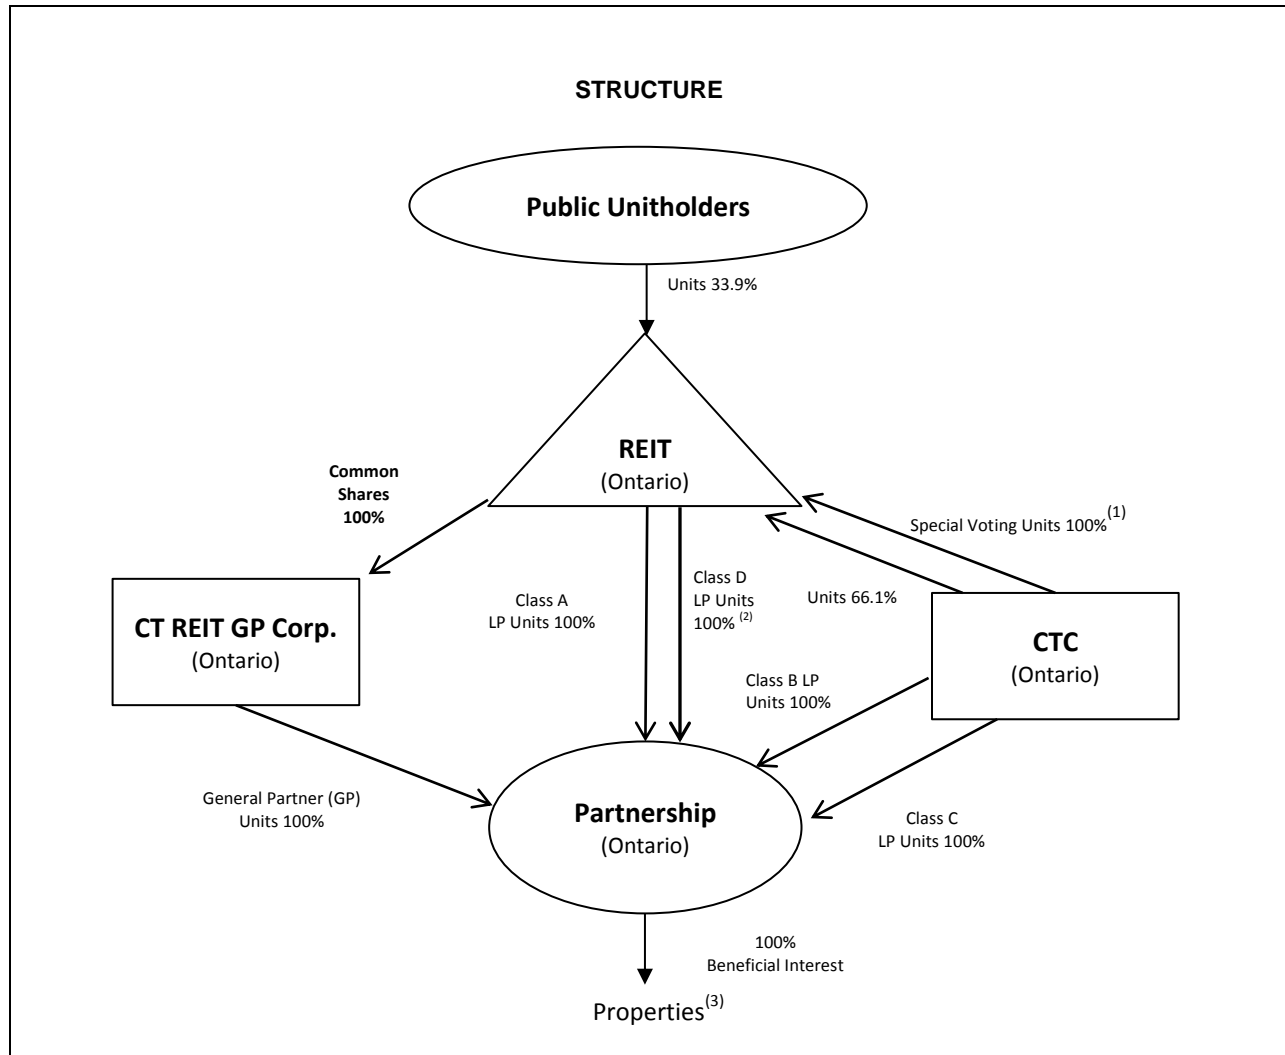 STRUCTURE
Public Unitholders
Units 33.9%
REIT
(Ontario)
Common
Shares
100%
Special Voting Units 100%(1)
Class A
LP Units 100%
Class D
LP Units
100% (2)
Units 66.1%
CT REIT GP Corp.
(Ontario)
CTC
(Ontario)
Class B LP
Units 100%
General Partner (GP)
Units 100%
Partnership
(Ontario)
Class C
LP Units 100%
100%
Beneficial Interest
Properties(3)